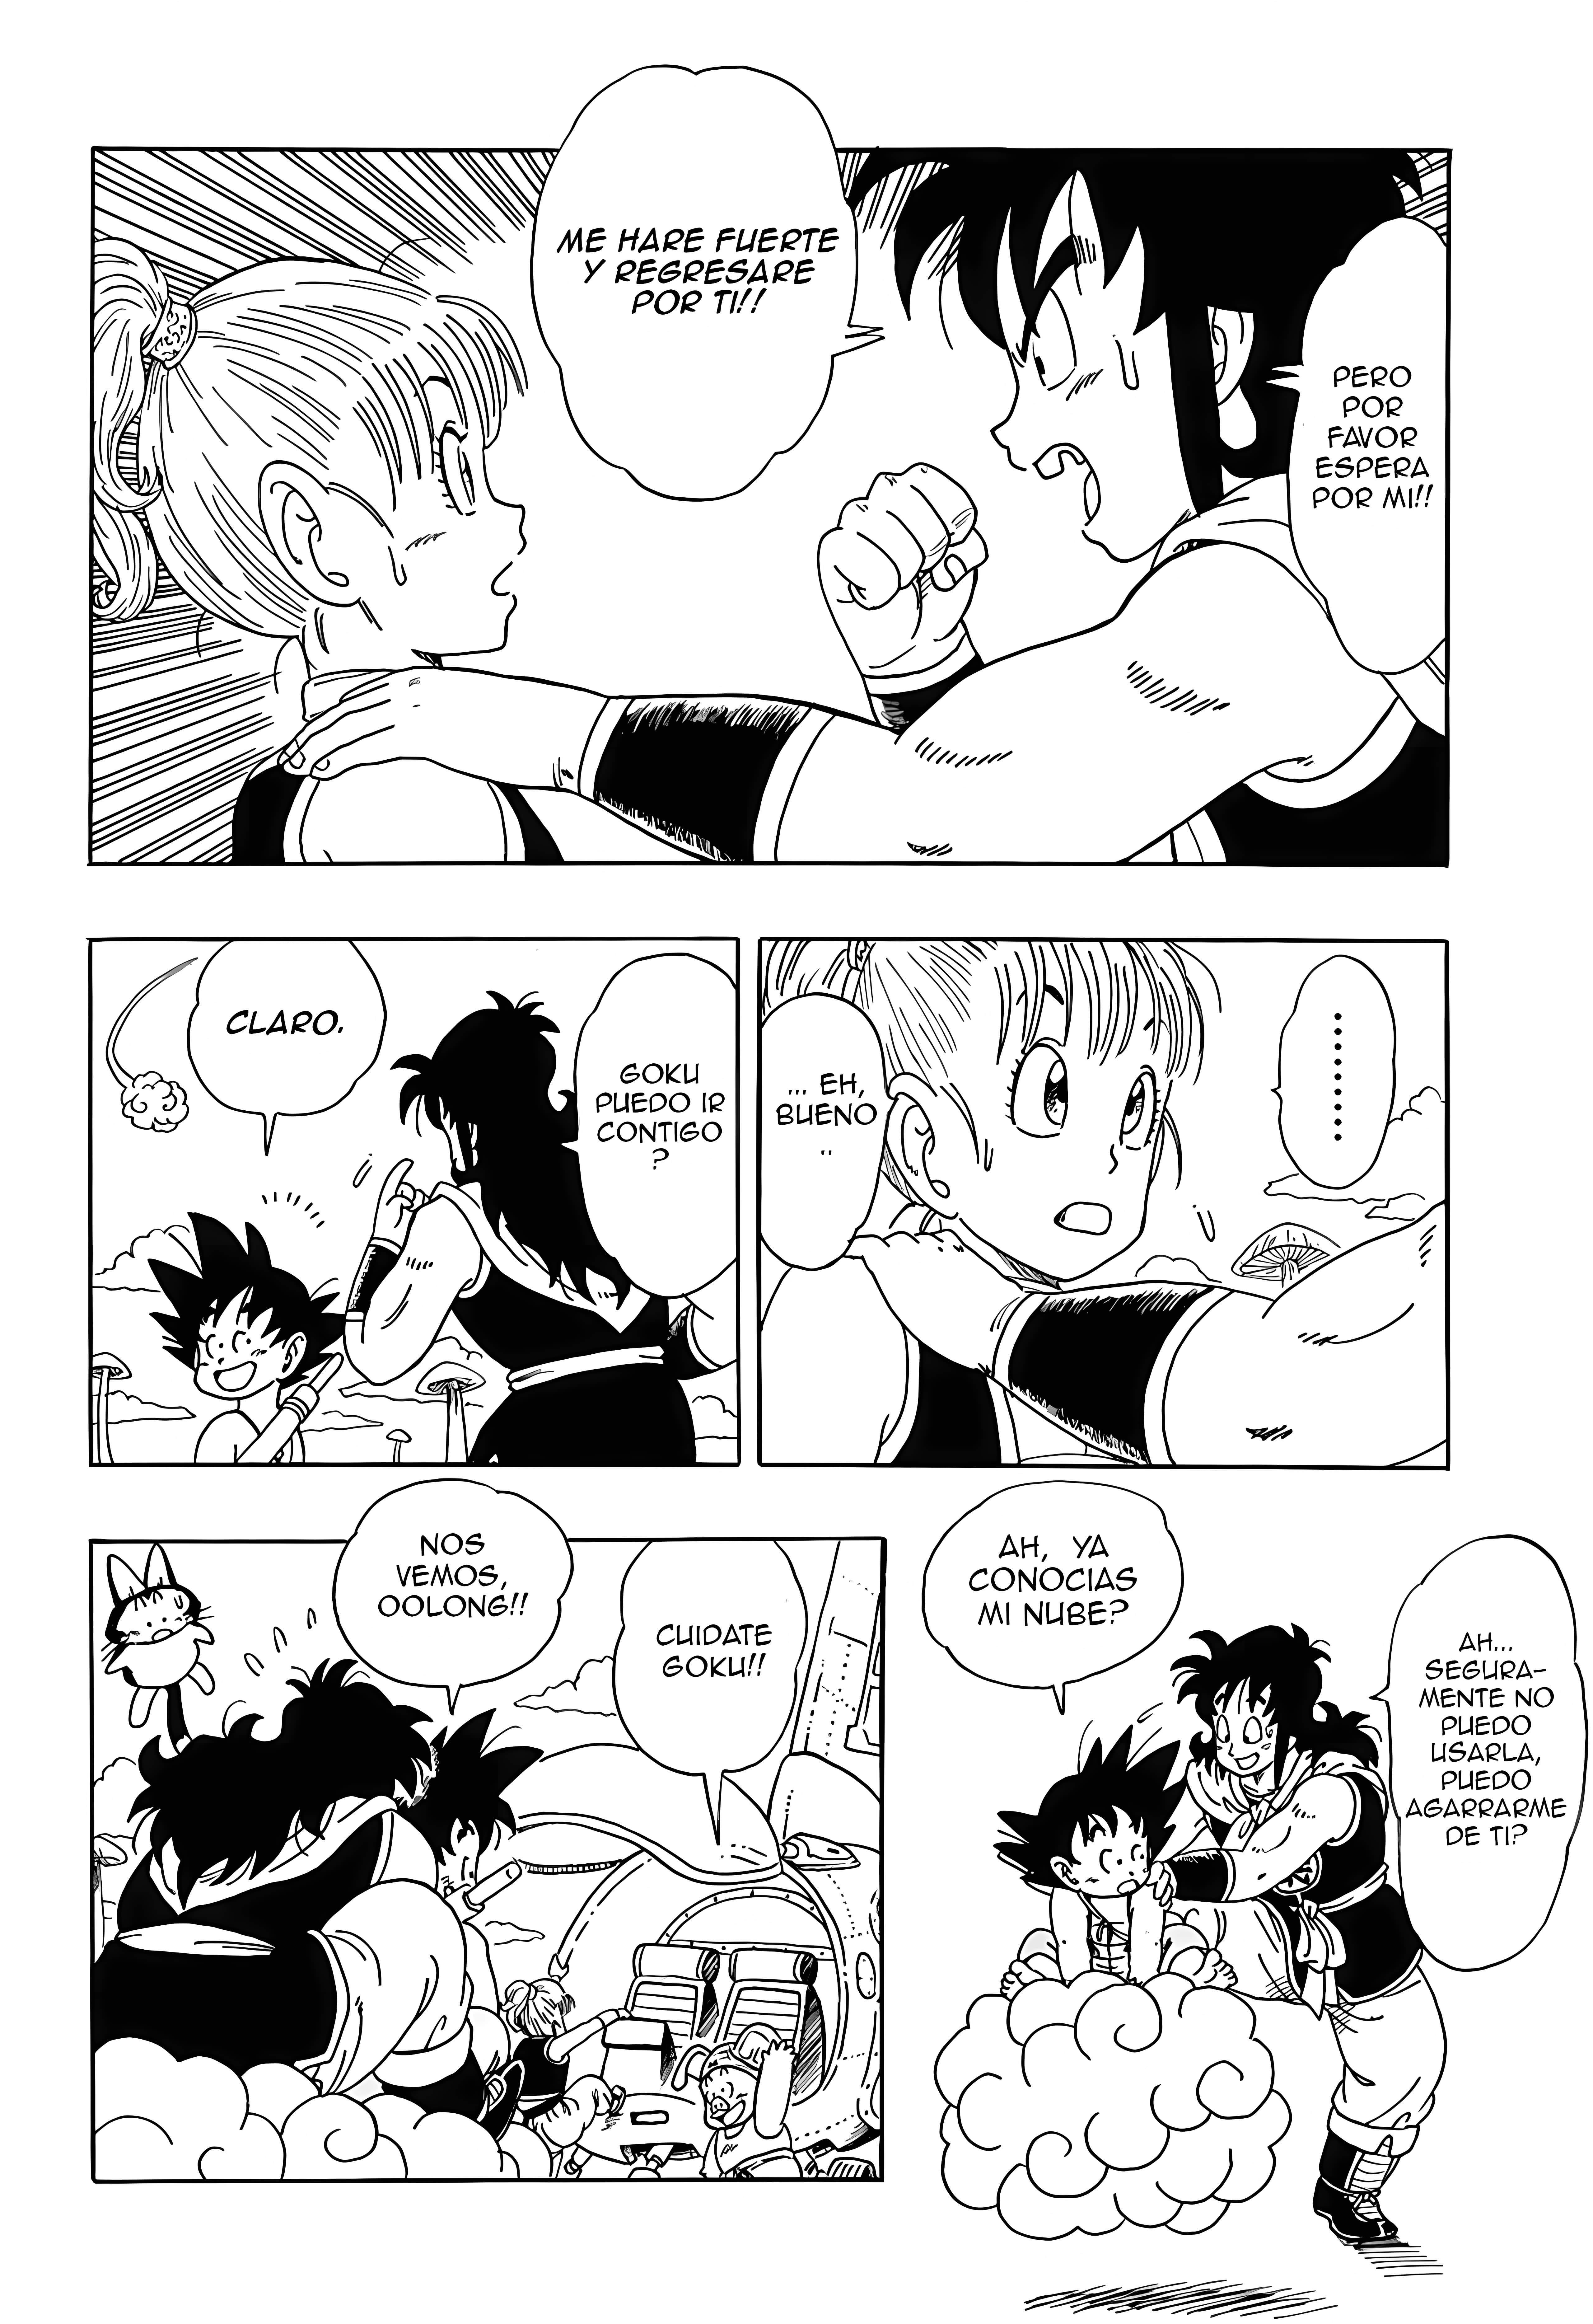 PERO
POR
FAVOR
ESPERA
POR MI!!
ME HARE FUERTE
Y REGRESARE
POR TI!!
.........
... EH,
BUENO
..
GOKU
PUEDO IR
CONTIGO
?
CLARO.
AH...
SEGURA-
MENTE NO
PUEDO
USARLA,
PUEDO
AGARRARME
DE TI?
AH, YA
CONOCIAS
MI NUBE?
CUIDATE
GOKU!!
NOS
VEMOS,
OOLONG!!